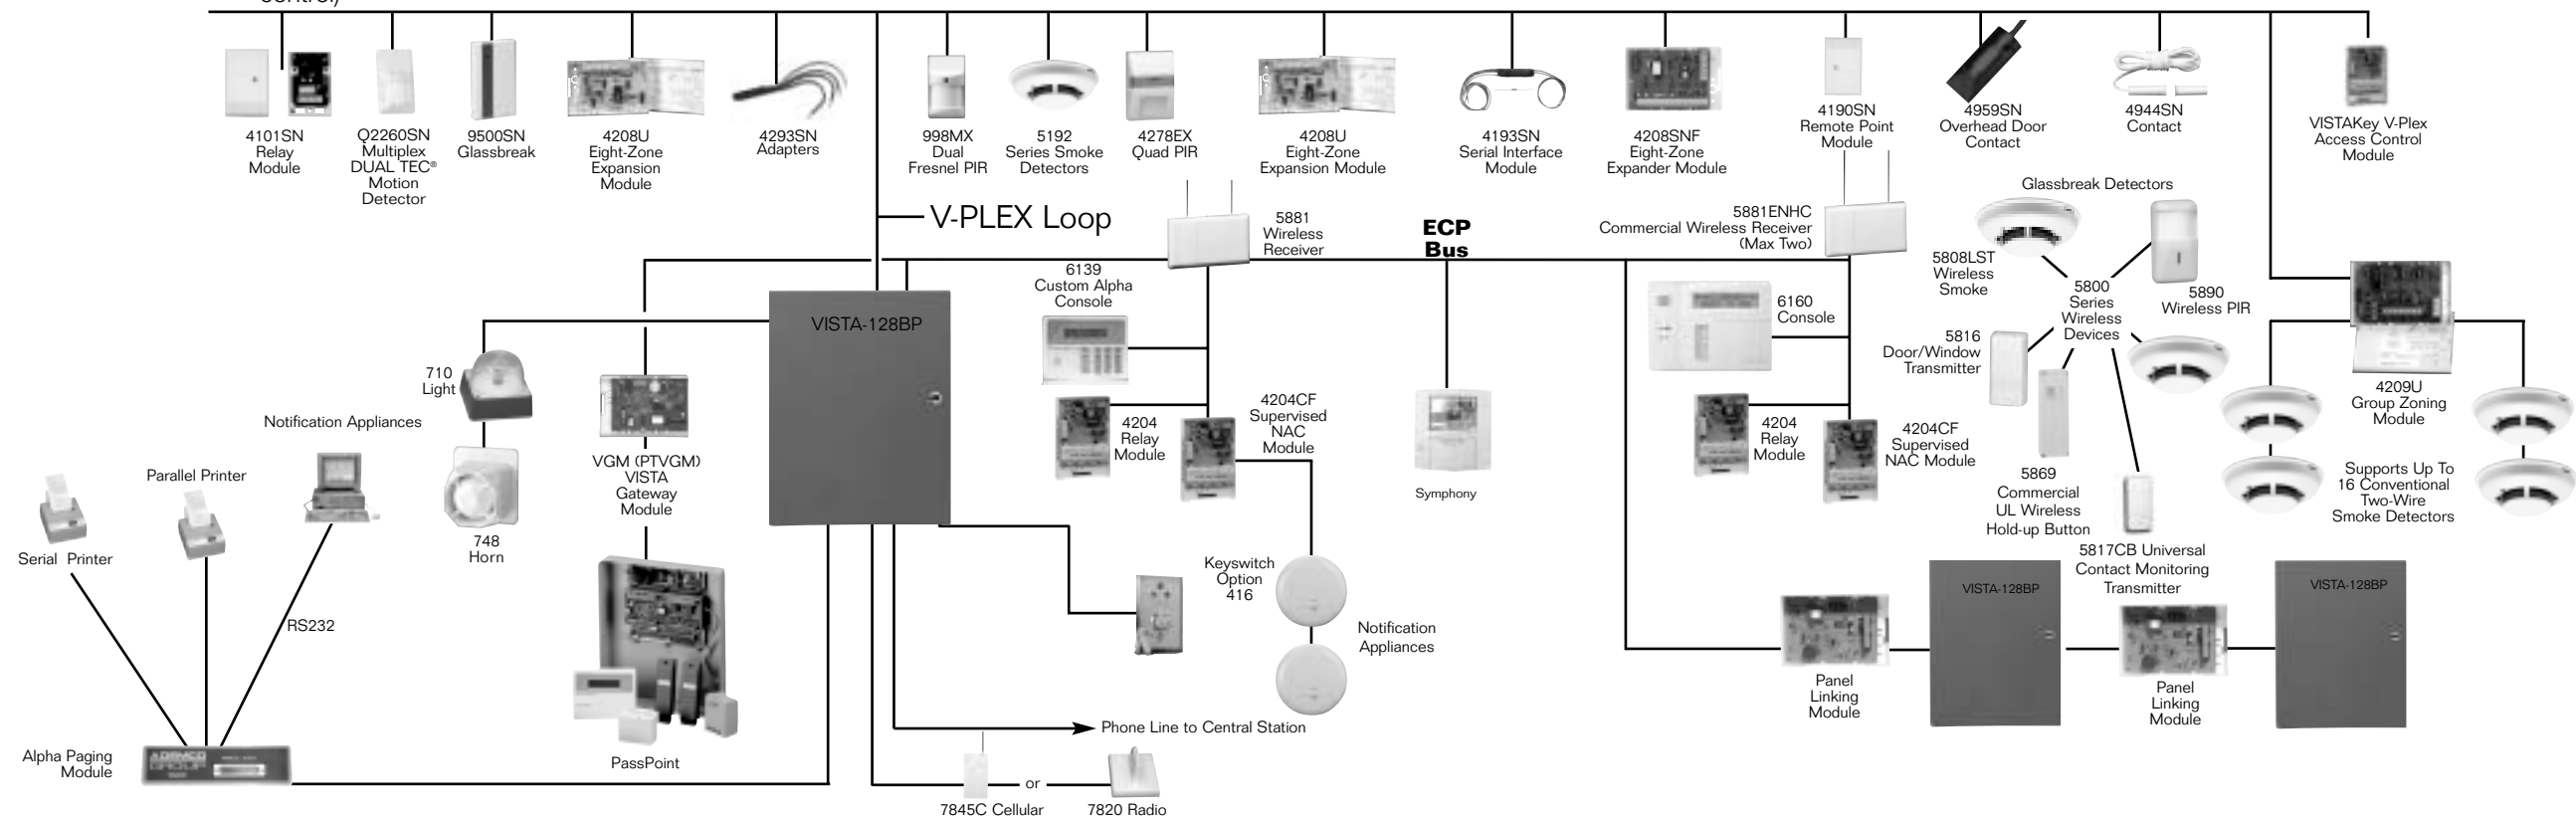 4101SN
Relay
Module
Q2260SN
Multiplex
DUAL TEC®
Motion
Detector
9500SN
Glassbreak
4208U
Eight-Zone
Expansion
Module
4293SN
Adapters
998MX
Dual
Fresnel PIR
5192
Series Smoke
Detectors
4278EX
Quad PIR
4208U
Eight-Zone
Expansion Module
4193SN
Serial Interface
Module
4208SNF
Eight-Zone
Expander Module
4190SN
Remote Point
Module
4959SN
Overhead Door
Contact
4944SN
Contact
VISTAKey V-Plex
Access Control
Module
V-PLEX Loop
5881
Wireless
Receiver
ECP
Bus
5881ENHC
Commercial Wireless Receiver
(Max Two)
Glassbreak Detectors
5808LST
Wireless
Smoke
5800
Series
Wireless
Devices
5890
Wireless PIR
6139
Custom Alpha
Console
6160
Console
VISTA-128BP
5816
Door/Window
Transmitter
710
Light
4209U
Group Zoning
Module
Notification Appliances
4204
Relay
Module
4204CF
Supervised
NAC
Module
4204
Relay
Module
4204CF
Supervised
NAC Module
VGM (PTVGM)
VISTA
Gateway
Module
Parallel Printer
Symphony
5869
Commercial
UL Wireless
Hold-up Button
Supports Up To
16 Conventional
Two-Wire
Smoke Detectors
Serial Printer
748
Horn
5817CB Universal
Contact Monitoring
Transmitter
Keyswitch
Option
416
VISTA-128BP
VISTA-128BP
RS232
Notification
Appliances
Panel
Linking
Module
Panel
Linking
Module
Phone Line to Central Station
Alpha Paging
Module
ADEMCO
PassPoint
or
7845C Cellular
7820 Radio